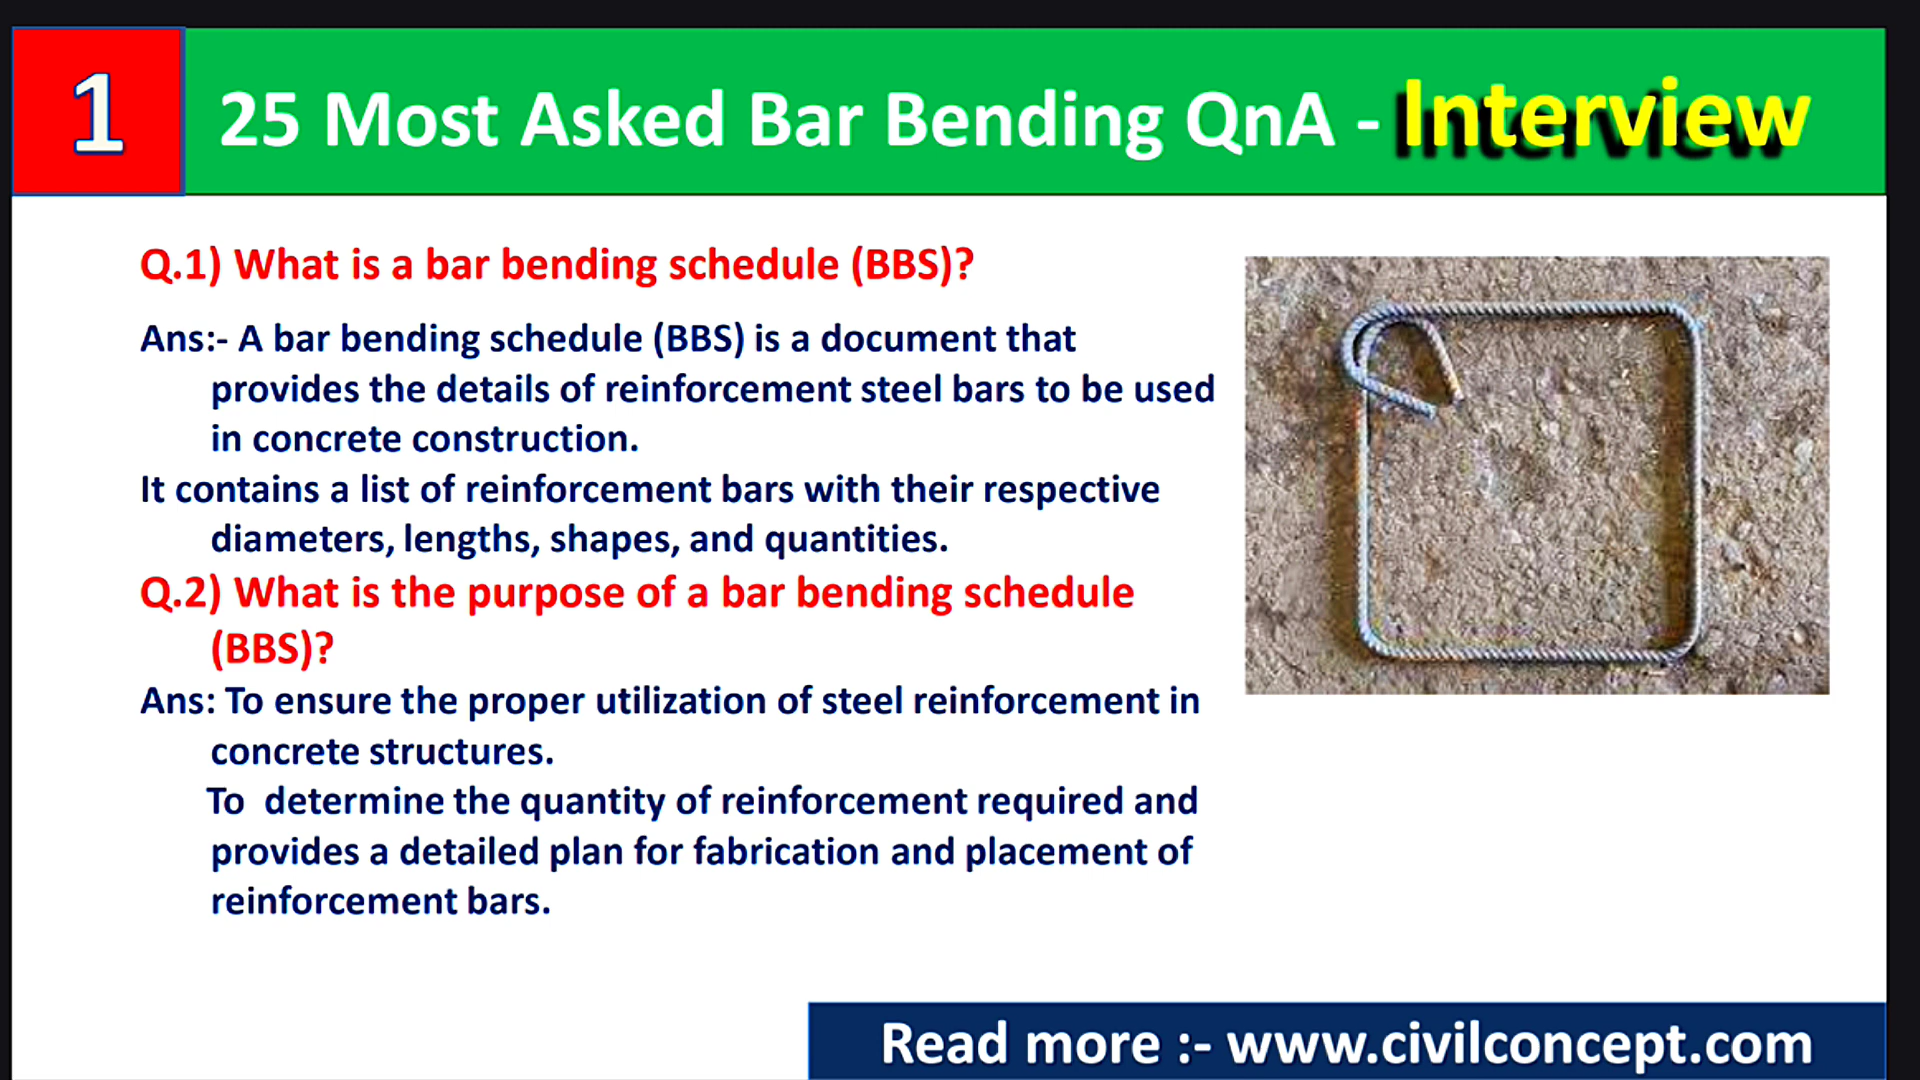 1
25 Most Asked Bar Bending QnA - Interview
Q.1) What is a bar bending schedule (BBS)?
Ans:- A bar bending schedule (BBS) is a document that
provides the details of reinforcement steel bars to be used
in concrete construction.
It contains a list of reinforcement bars with their respective
diameters, lengths, shapes, and quantities.
Q.2) What is the purpose of a bar bending schedule
(BBS)?
Ans: To ensure the proper utilization of steel reinforcement in
concrete structures.
To  determine the quantity of reinforcement required and
provides a detailed plan for fabrication and placement of
reinforcement bars.
Read more :- www.civilconcept.com